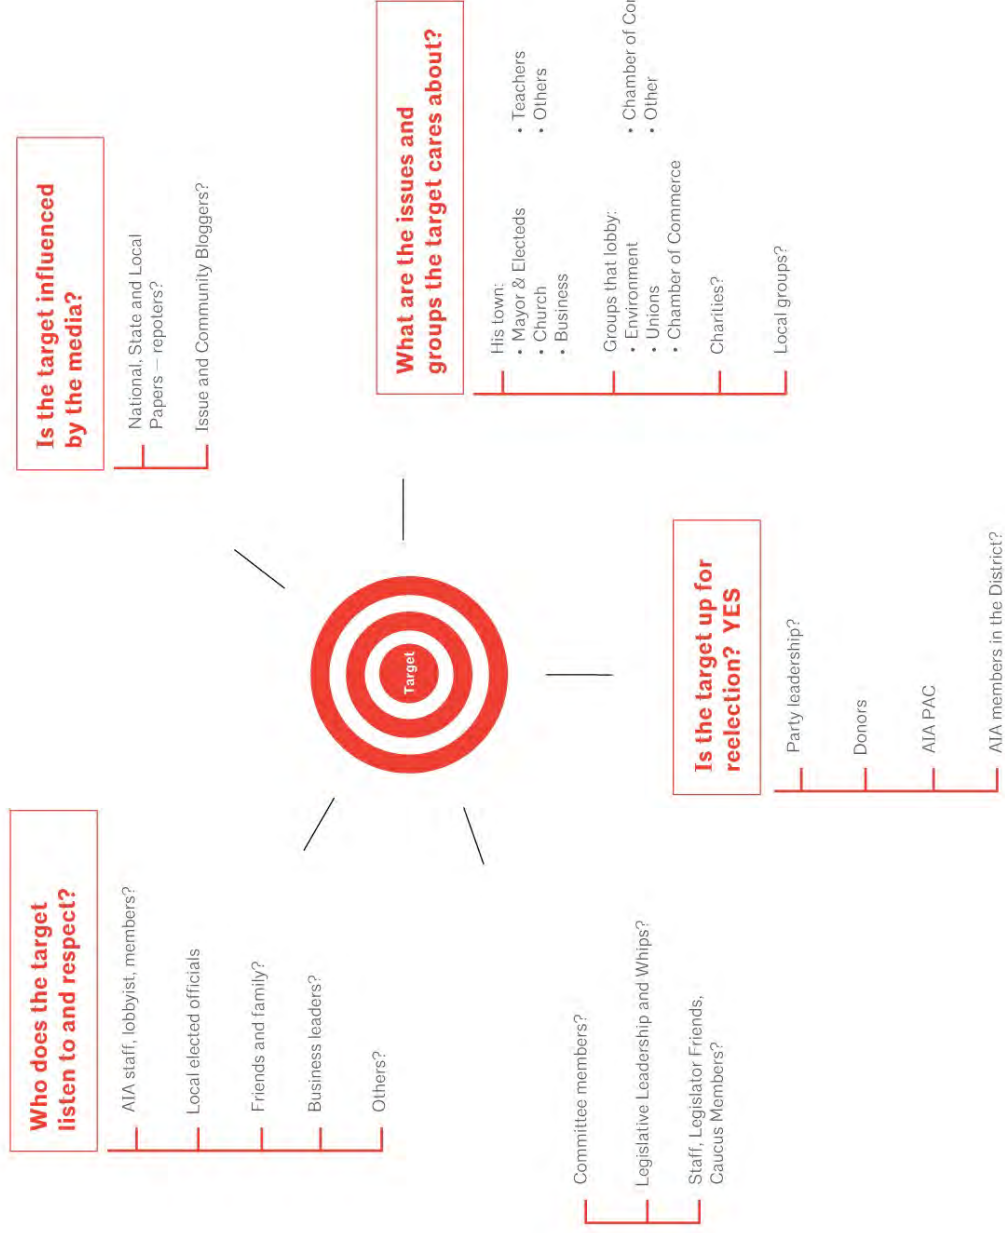 Who does the target
listen to and respect?
AIA staff, lobbyist, members?
Local elected officials
Friends and family?
Business leaders?
Others?
Is the target influenced
by the media?
National, State and Local
Papers — repoters?
Issue and Community Bloggers?
Target
What are the issues and
groups the target cares about?
His town:
• Mayor & Electeds
• Church
• Business
• Teachers
• Others
Groups that lobby:
• Environment
• Unions
• Chamber of Commerce
• Chamber of
• Other
Charities?
Local groups?
Committee members?
Legislative Leadership and Whips?
Staff, Legislator Friends,
Caucus Members?
Is the target up for
reelection? YES
Party leadership?
Donors
AIA PAC
AIA members in the District?